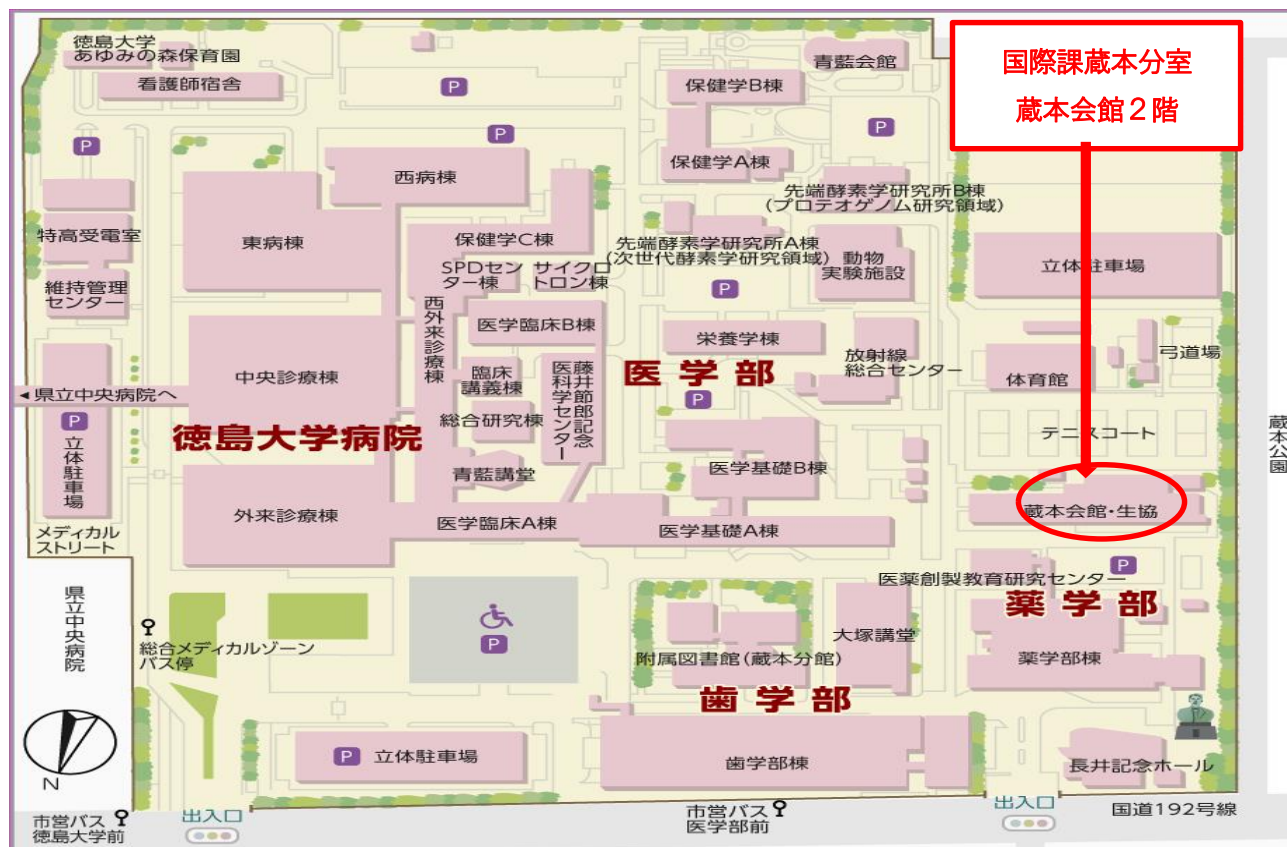 徳島大学
あゆみの森保育園
看護師宿舎
P
P
P
西病棟
特高受電室
東病棟
維持管理
センター
保健学C棟
SPDセン
ター棟
サイクロ
トロン棟
西外来診療棟
医学臨床B棟
中央診療棟
臨床
講義棟
藤井節郎記念
医科学センター
◀県立中央病院へ
総合研究棟
P
立体駐車場
徳島大学病院
青藍講堂
外来診療棟
医学臨床A棟
メディカル
ストリート
保健学B棟
青藍会館
P
保健学A棟
先端酵素学研究所B棟
(プロテオゲノム研究領域)
先端酵素学研究所A棟
(次世代酵素学研究領域)
動物
実験施設
P
栄養学棟
放射線
総合センター
医学部
P
医学基礎B棟
医学基礎A棟
国際課蔵本分室
蔵本会館２階
立体駐車場
弓道場
体育館
テニスコート
蔵本公園
蔵本会館・生協
医薬創製教育研究センター
P
薬学部
薬学部棟
大塚講堂
附属図書館(蔵本分館)
歯学部
歯学部棟
長井記念ホール
県立中央病院
総合メディカルゾーン
バス停
P
P
立体駐車場
N
市営バス
徳島大学前
出入口
市営バス
医学部前
出入口
国道192号線